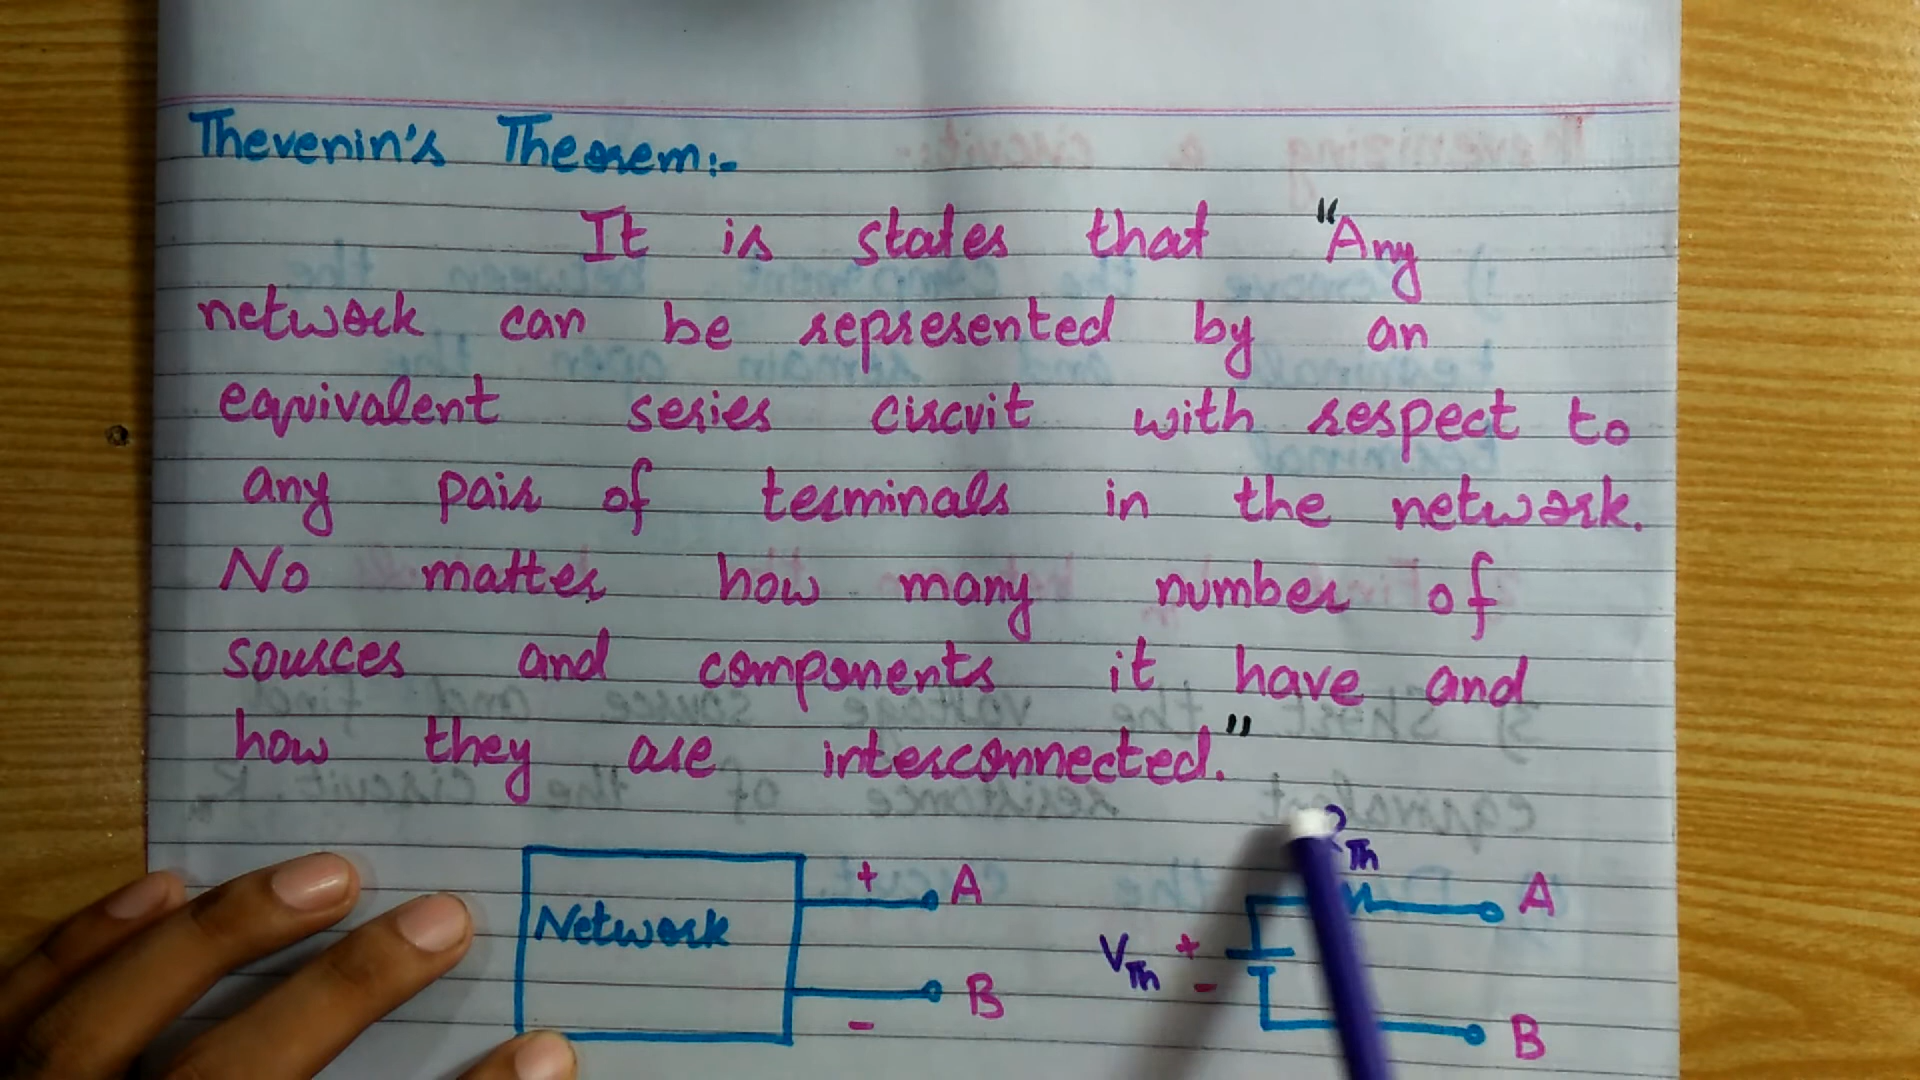 Thevenin's Theorem:-
It is states that "Any
network can be represented by an
equivalent series circuit with respect to
any pair of terminals in the network.
No matter how many number of
sources and components it have and
how they are interconnected."
Network
+ A
- B
Th
VTh + -
A
B